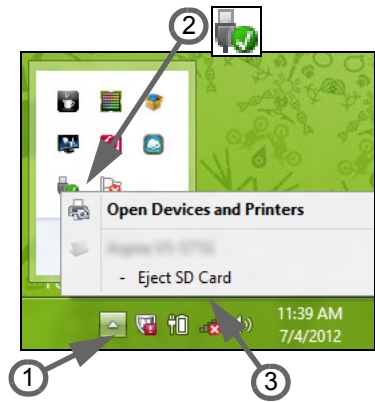 2
Open Devices and Printers
- Eject SD Card
11:39 AM
7/4/2012
1
3